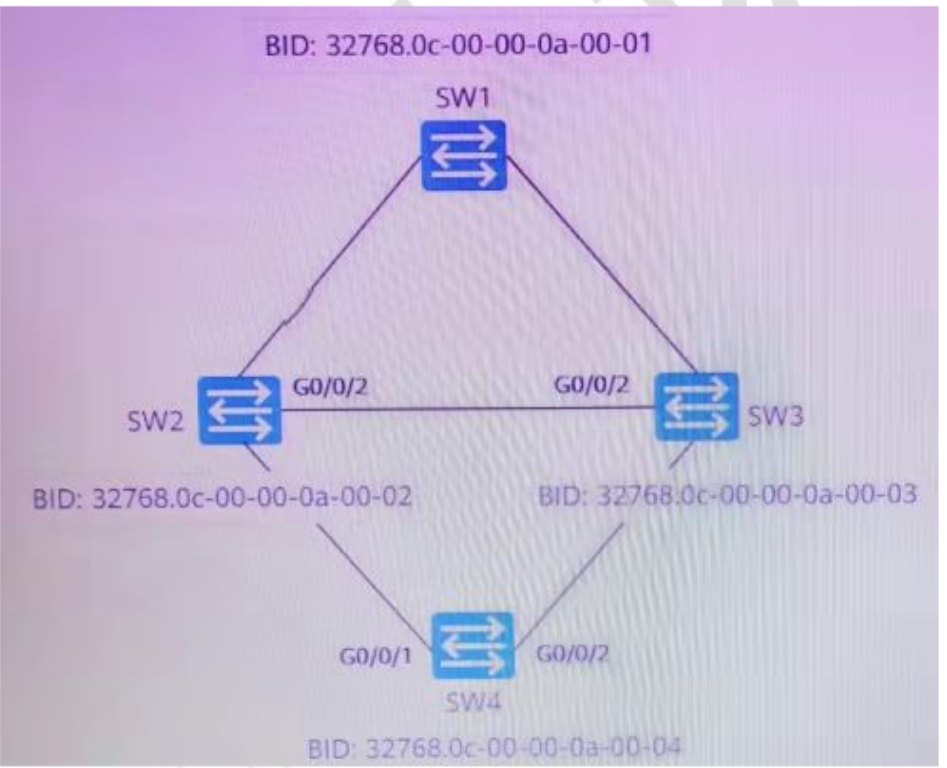 BID: 32768.0c-00-00-0a-00-01
SW1
G0/0/2
G0/0/2
SW2
SW3
BID: 32768.0c-00-00-0a-00-02
BID: 32768.0c-00-00-0a-00-03
G0/0/1
G0/0/2
SW4
BID: 32768.0c-00-00-0a-00-04